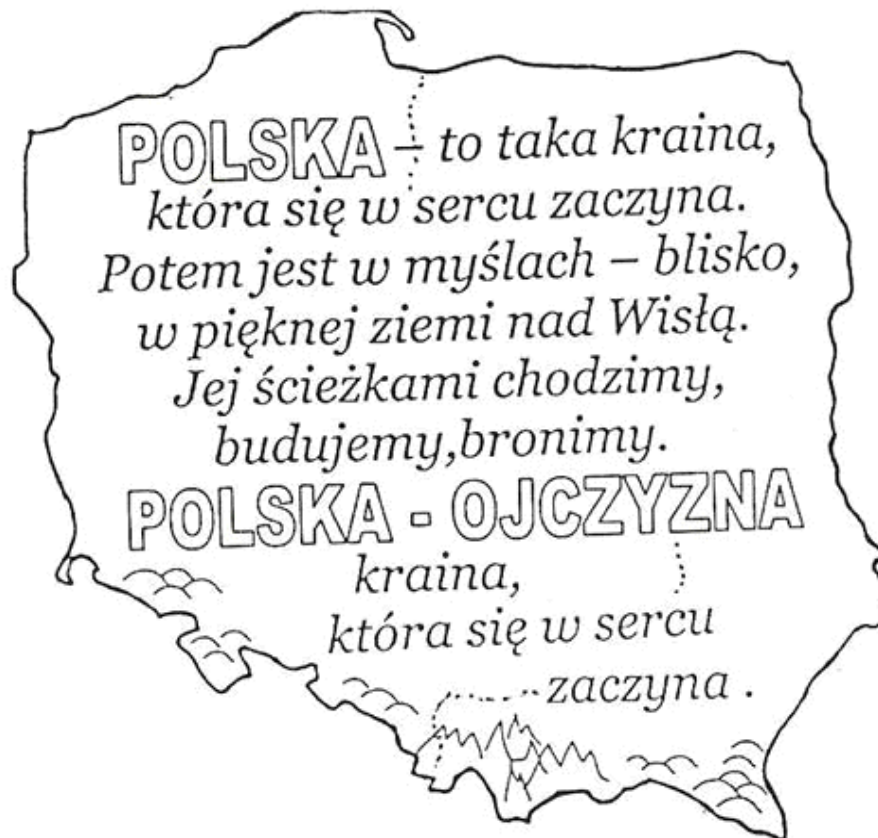 POLSKA – to taka kraina,
która się w sercu zaczyna.
Potem jest w myślach – blisko,
w pięknej ziemi nad Wisłą.
Jej ścieżkami chodzimy,
budujemy,bronimy.
POLSKA - OJCZYZNA
kraina,
która się w sercu
zaczyna .